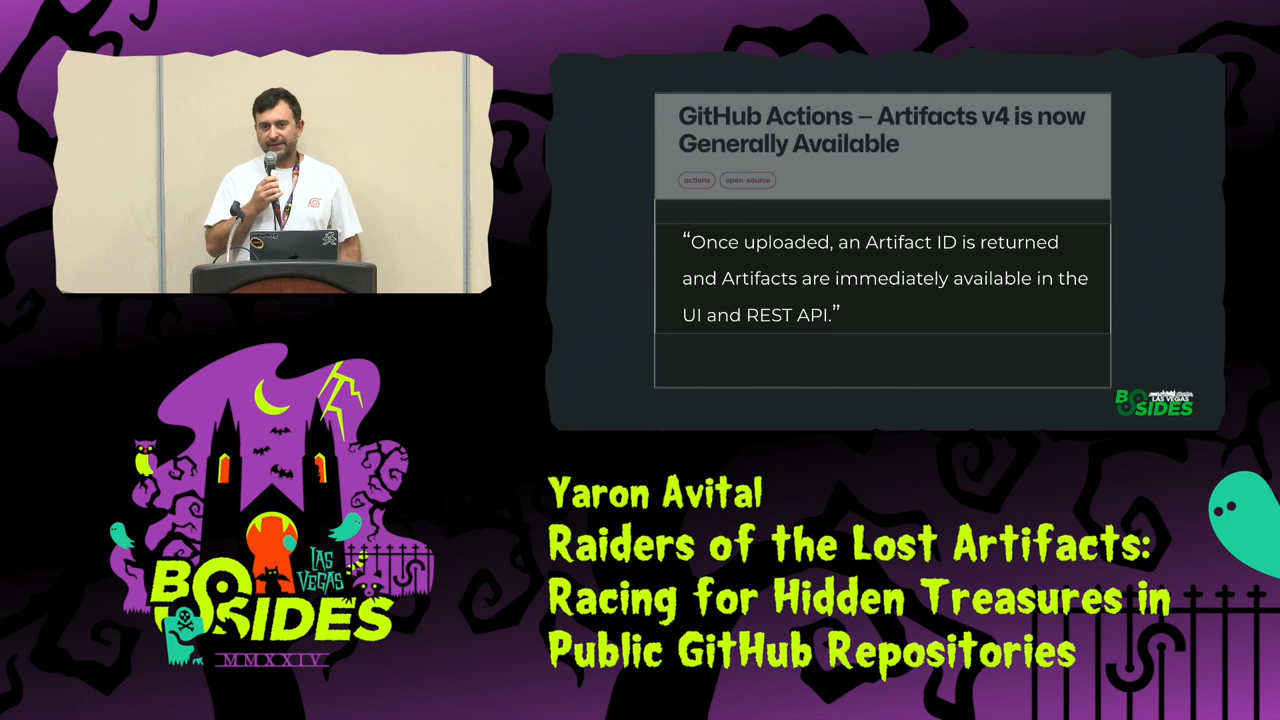 GitHub Actions – Artifacts v4 is now
Generally Available
actions
open-source
“Once uploaded, an Artifact ID is returned
and Artifacts are immediately available in the
UI and REST API.”
BSIDES
LAS VEGAS
LAS
VEGAS
BSIDES
MMXXIV
Yaron Avital
Raiders of the Lost Artifacts:
Racing for Hidden Treasures in
Public GitHub Repositories